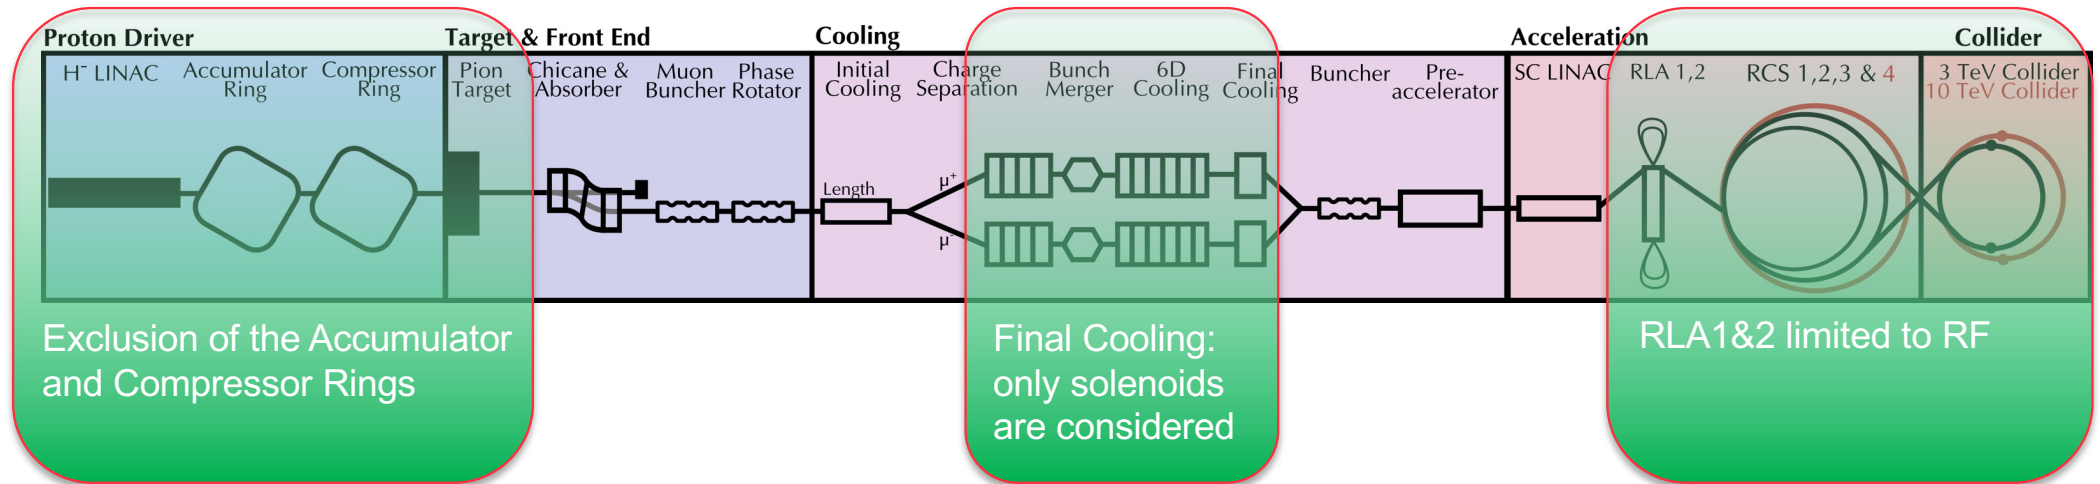 Proton Driver
Target & Front End
Cooling
Acceleration
Collider
H⁻ LINAC
Accumulator
Ring
Compressor
Ring
Pion
Target
Chicane &
Absorber
Muon
Buncher
Phase
Rotator
Initial
Cooling
Charge
Separation
Bunch
Merger
6D
Cooling
Final
Cooling
Buncher
Pre-
accelerator
SC LINAC
RLA 1,2
RCS 1,2,3 & 4
3 TeV Collider
10 TeV Collider
Length
μ⁺
μ⁻
Exclusion of the Accumulator
and Compressor Rings
Final Cooling:
only solenoids
are considered
RLA1&2 limited to RF